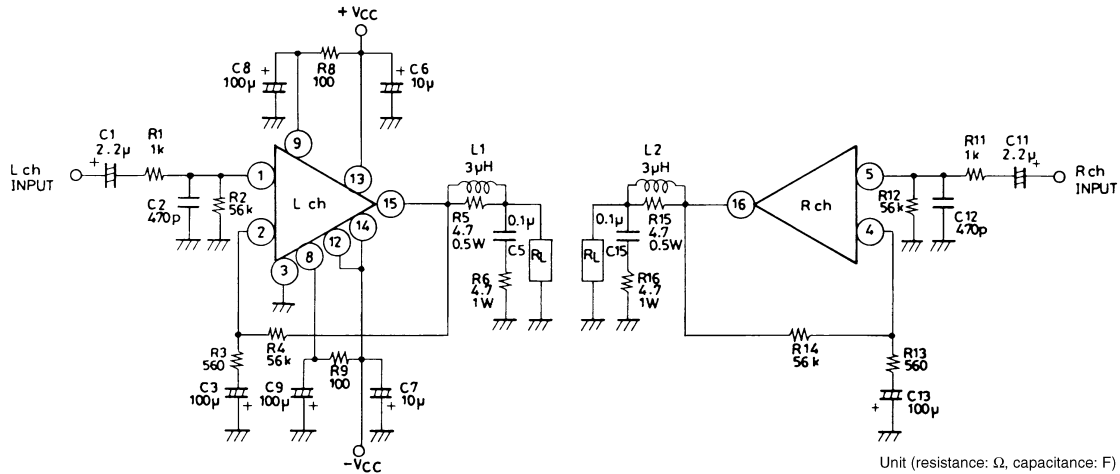 +VCC
C8
+
100μ
R8
100
+
C6
10μ
9
C1
2.2μ
+
R1
1k
L ch
INPUT
C2
470p
R2
56k
1
2
L ch
13
15
14
12
8
3
L1
3μH
R5
4.7
0.5W
0.1μ
C5
RL
R6
4.7
1W
R3
560
R4
56k
C3
100μ
+
C9
100μ
+
R9
100
C7
10μ
+
-VCC
L2
3μH
0.1μ
R15
4.7
0.5W
C15
RL
R16
4.7
1W
16
R ch
5
4
R11
1k
C11
2.2μ
+
R ch
INPUT
R12
56k
C12
470p
R14
56k
R13
560
C13
+
100μ
Unit (resistance: Ω, capacitance: F)